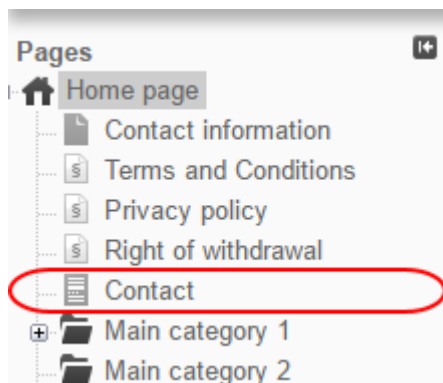 Pages
Home page
Contact information
§ Terms and Conditions
§ Privacy policy
§ Right of withdrawal
Contact
Main category 1
Main category 2